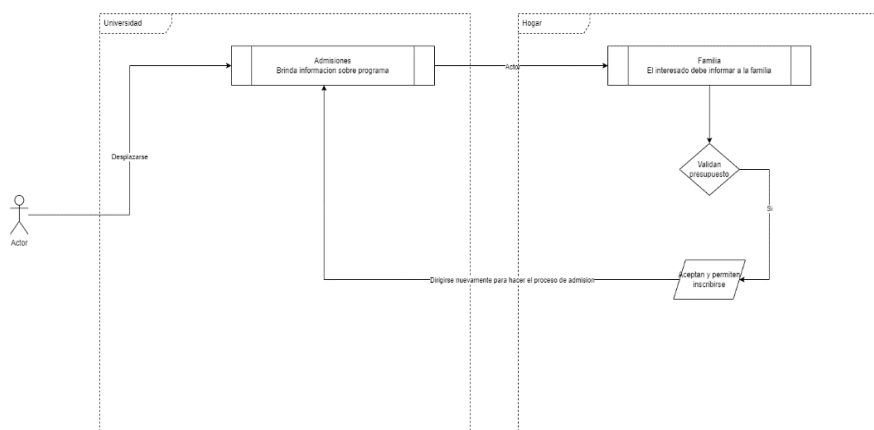 Universidad
Hogar
Admisiones
Brinda informacion sobre programa
Actor
Familia
El interesado debe informar a la familia
Desplazarse
Validan
presupuesto
Si
Actor
Aceptan y permiten
inscribirse
Dirigirse nuevamente para hacer el proceso de admision